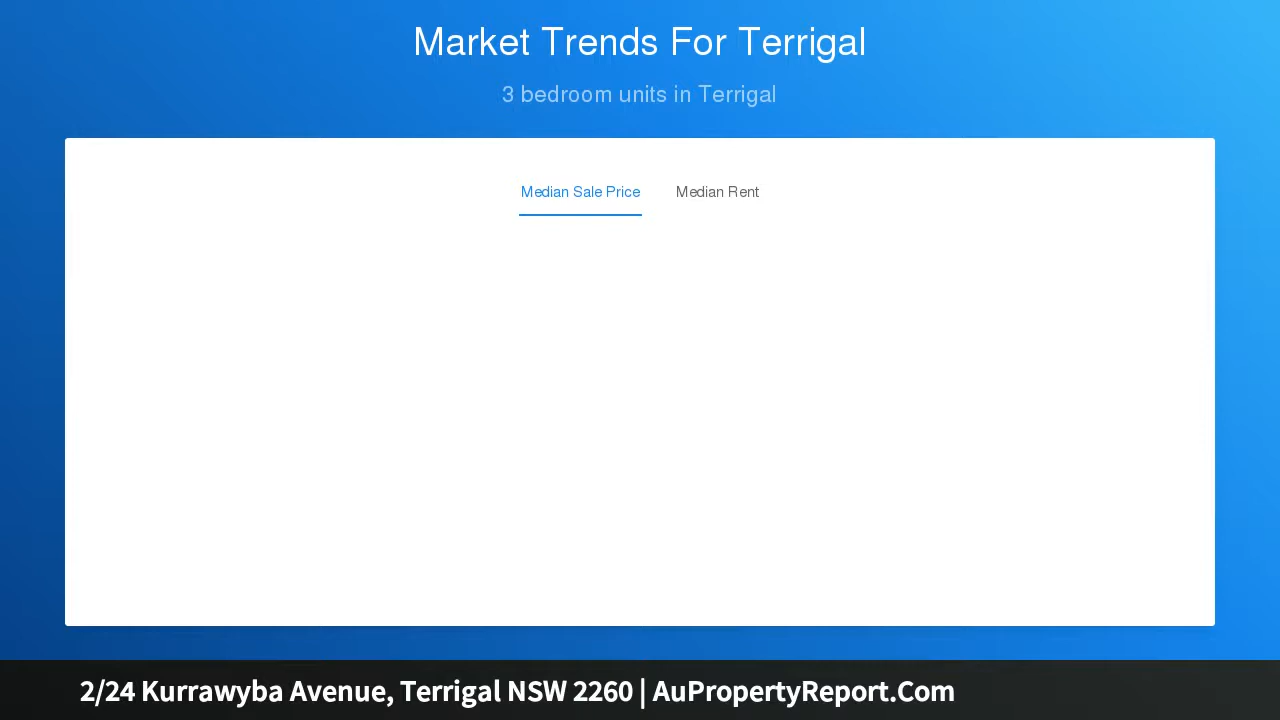 Market Trends For Terrigal
3 bedroom units in Terrigal
Median Sale Price Median Rent
2/24 Kurrawyba Avenue, Terrigal NSW 2260 | AuPropertyReport.Com